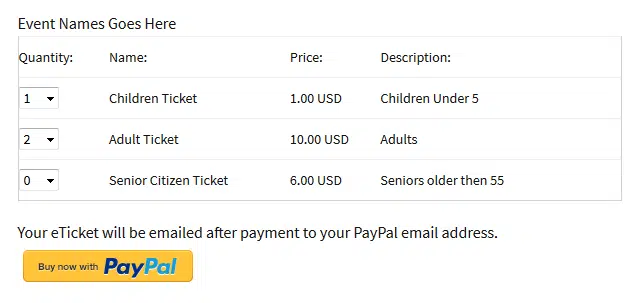 Event Names Goes Here
Quantity: Name: Price: Description:
1 Children Ticket 1.00 USD Children Under 5
2 Adult Ticket 10.00 USD Adults
0 Senior Citizen Ticket 6.00 USD Seniors older then 55
Your eTicket will be emailed after payment to your PayPal email address.
Buy now with PayPal